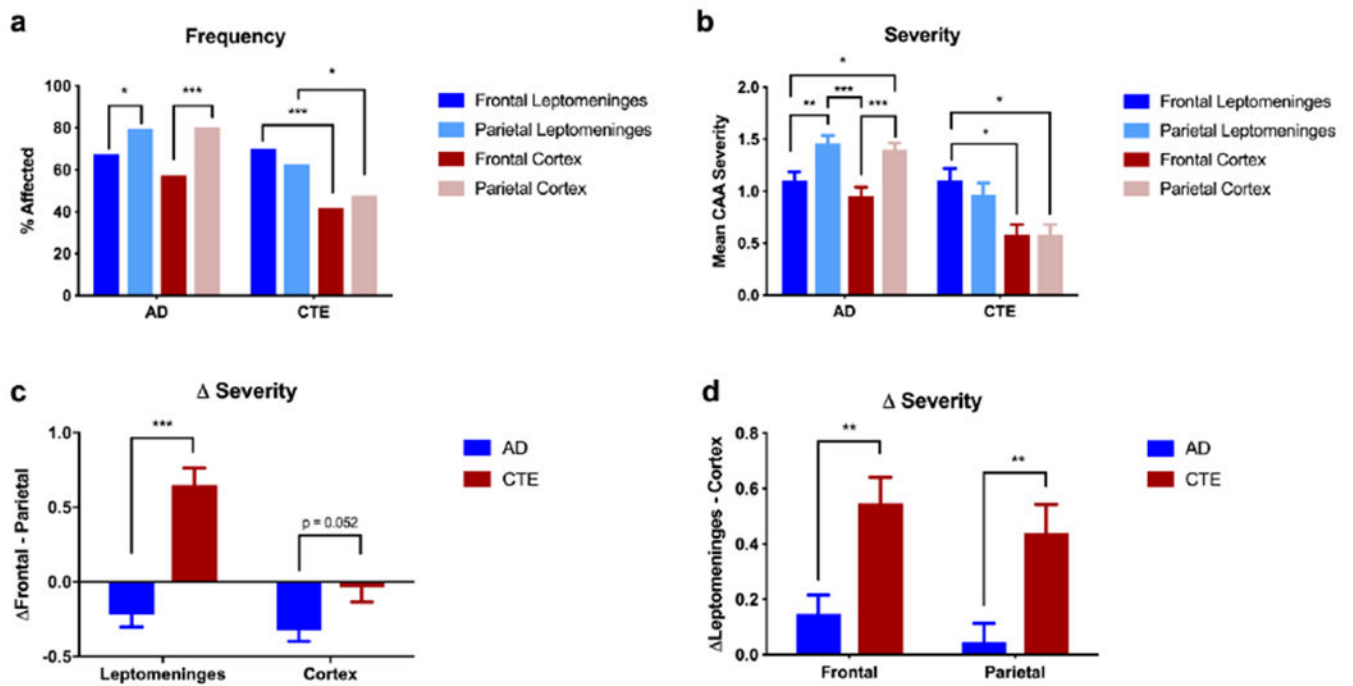 a
Frequency
% Affected
100
80
60
40
20
0
*
***
***
*
AD
CTE
Frontal Leptomeninges
Parietal Leptomeninges
Frontal Cortex
Parietal Cortex
b
Severity
Mean CAA Severity
2.0
1.5
1.0
0.5
0.0
*
**
***
***
*
*
AD
CTE
Frontal Leptomeninges
Parietal Leptomeninges
Frontal Cortex
Parietal Cortex
c
Δ Severity
ΔFrontal - Parietal
1.0
0.5
0.0
-0.5
***
p = 0.052
Leptomeninges
Cortex
AD
CTE
d
Δ Severity
ΔLeptomeninges - Cortex
0.8
0.6
0.4
0.2
0.0
**
**
Frontal
Parietal
AD
CTE